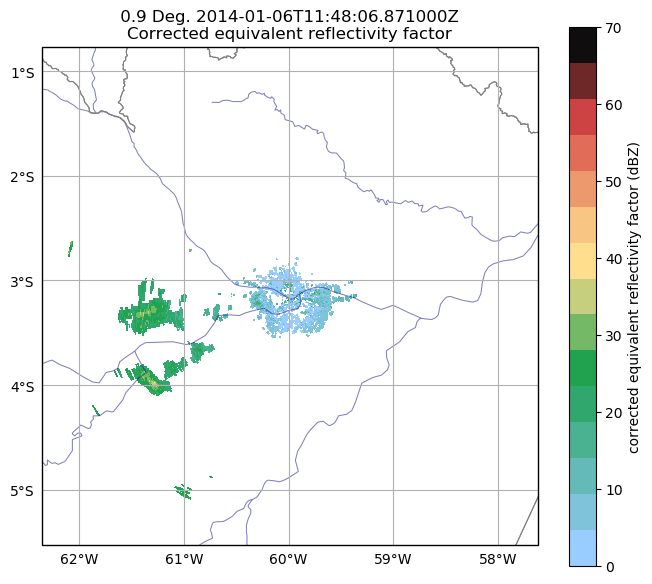 0.9 Deg. 2014-01-06T11:48:06.871000Z
Corrected equivalent reflectivity factor
1°S
2°S
3°S
4°S
5°S
62°W
61°W
60°W
59°W
58°W
70
60
50
40
30
20
10
0
corrected equivalent reflectivity factor (dBZ)